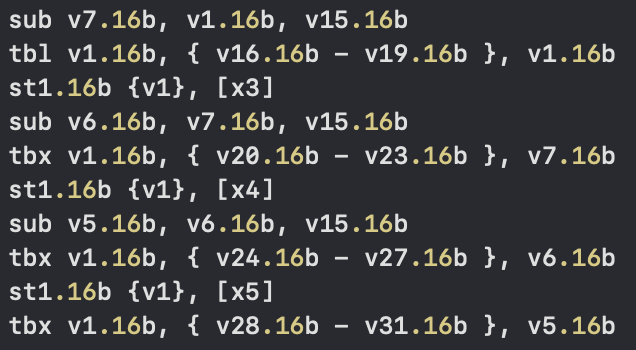 sub v7.16b, v1.16b, v15.16b
tbl v1.16b, { v16.16b – v19.16b }, v1.16b
st1.16b {v1}, [x3]
sub v6.16b, v7.16b, v15.16b
tbx v1.16b, { v20.16b – v23.16b }, v7.16b
st1.16b {v1}, [x4]
sub v5.16b, v6.16b, v15.16b
tbx v1.16b, { v24.16b – v27.16b }, v6.16b
st1.16b {v1}, [x5]
tbx v1.16b, { v28.16b – v31.16b }, v5.16b